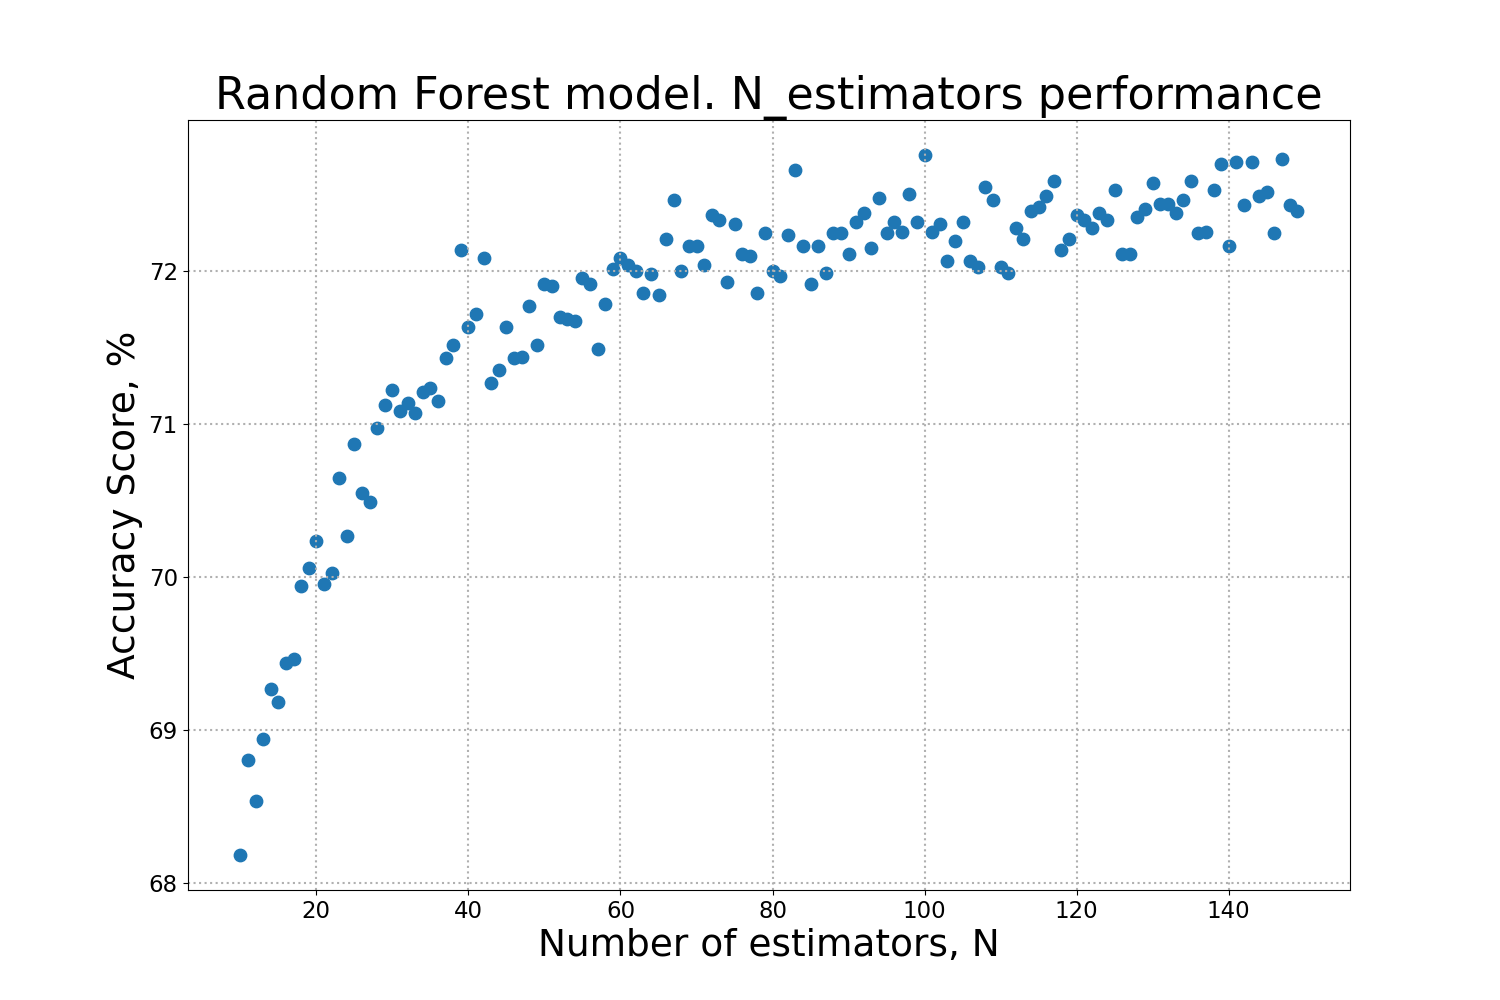 Random Forest model. N_estimators performance
Accuracy Score, %
72
71
70
69
68
20 40 60 80 100 120 140
Number of estimators, N